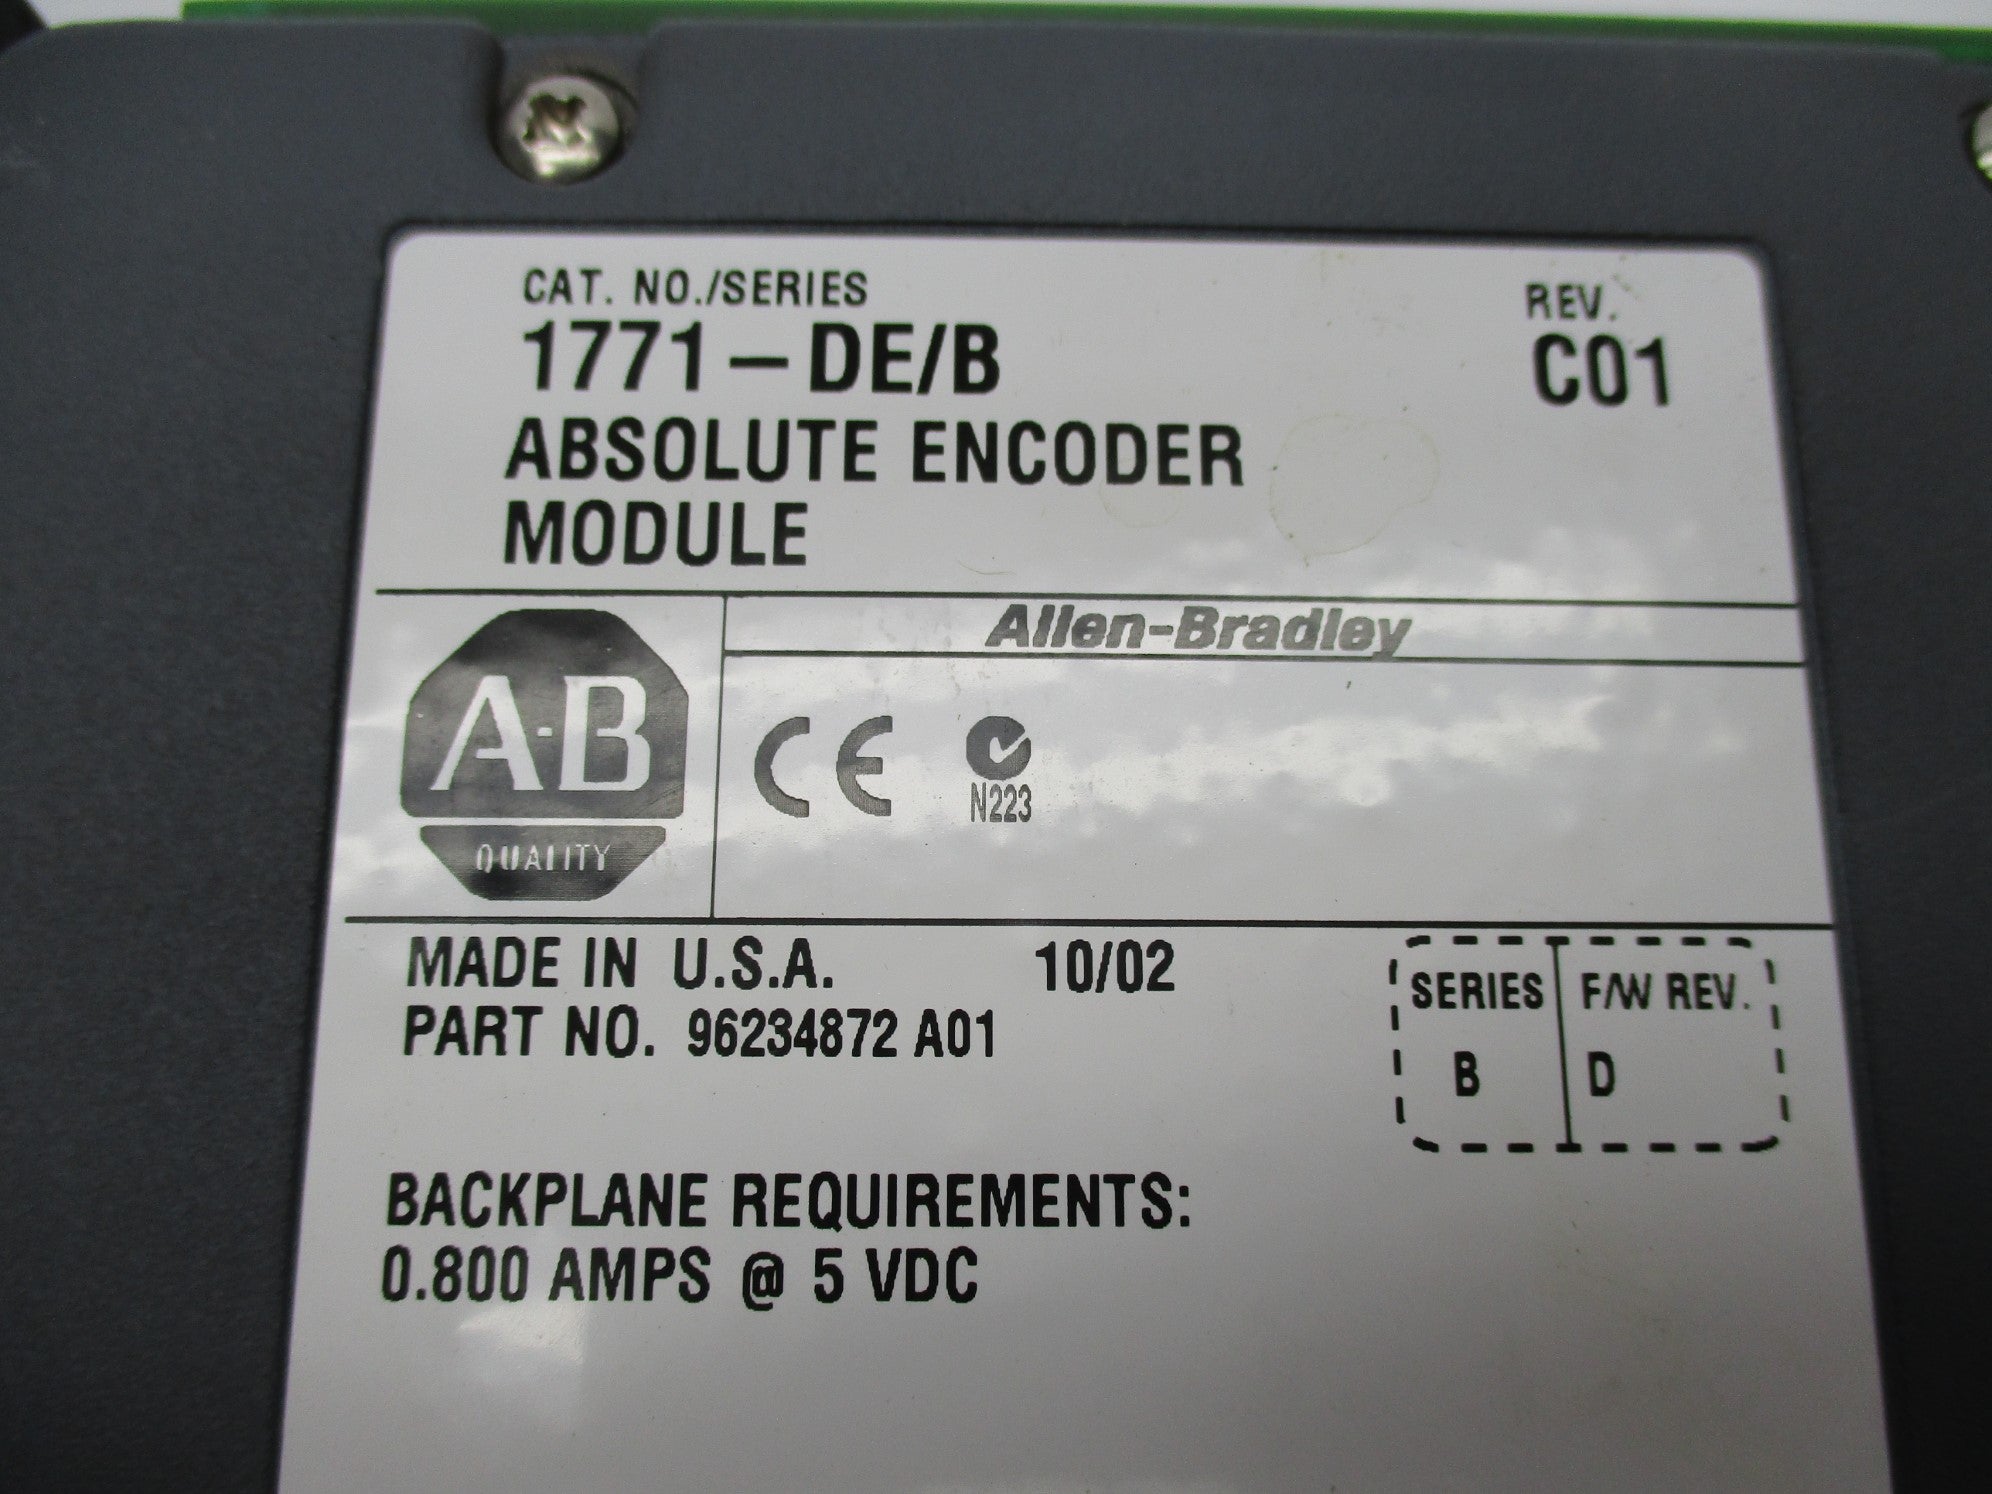 CAT. NO./SERIES
1771-DE/B
REV.
C01
ABSOLUTE ENCODER
MODULE
Allen-Bradley
A-B
QUALITY
CE
N223
MADE IN U.S.A. 10/02
PART NO. 96234872 A01
SERIES F/W REV.
B D
BACKPLANE REQUIREMENTS:
0.800 AMPS @ 5 VDC